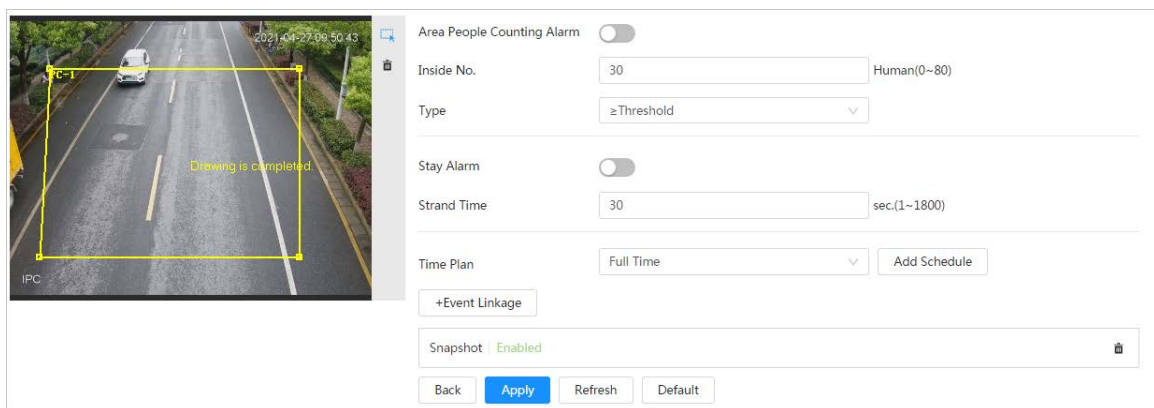 2021-04-27 09:50:43
PC-1
Drawing is completed.
IPC
Area People Counting Alarm
Inside No.
30
Human(0~80)
Type
≥Threshold
Stay Alarm
Strand Time
30
sec.(1~1800)
Time Plan
Full Time
Add Schedule
+Event Linkage
Snapshot Enabled
Back Apply Refresh Default